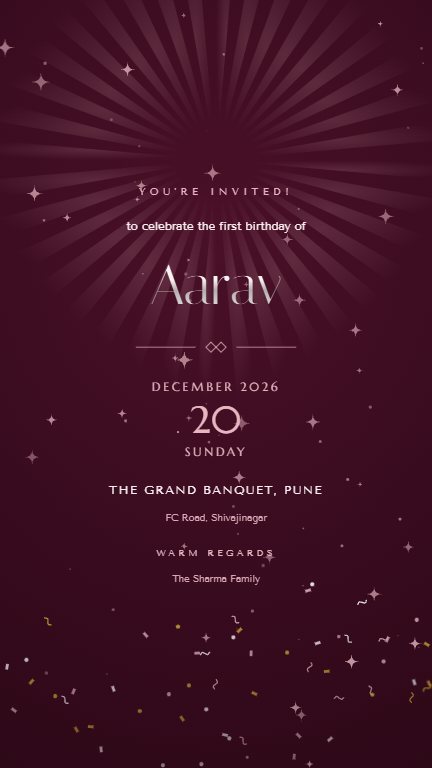 YOU'RE INVITED!
to celebrate the first birthday of
Aarav
DECEMBER 2026
20
SUNDAY
THE GRAND BANQUET, PUNE
FC Road, Shivajinagar
WARM REGARDS
The Sharma Family